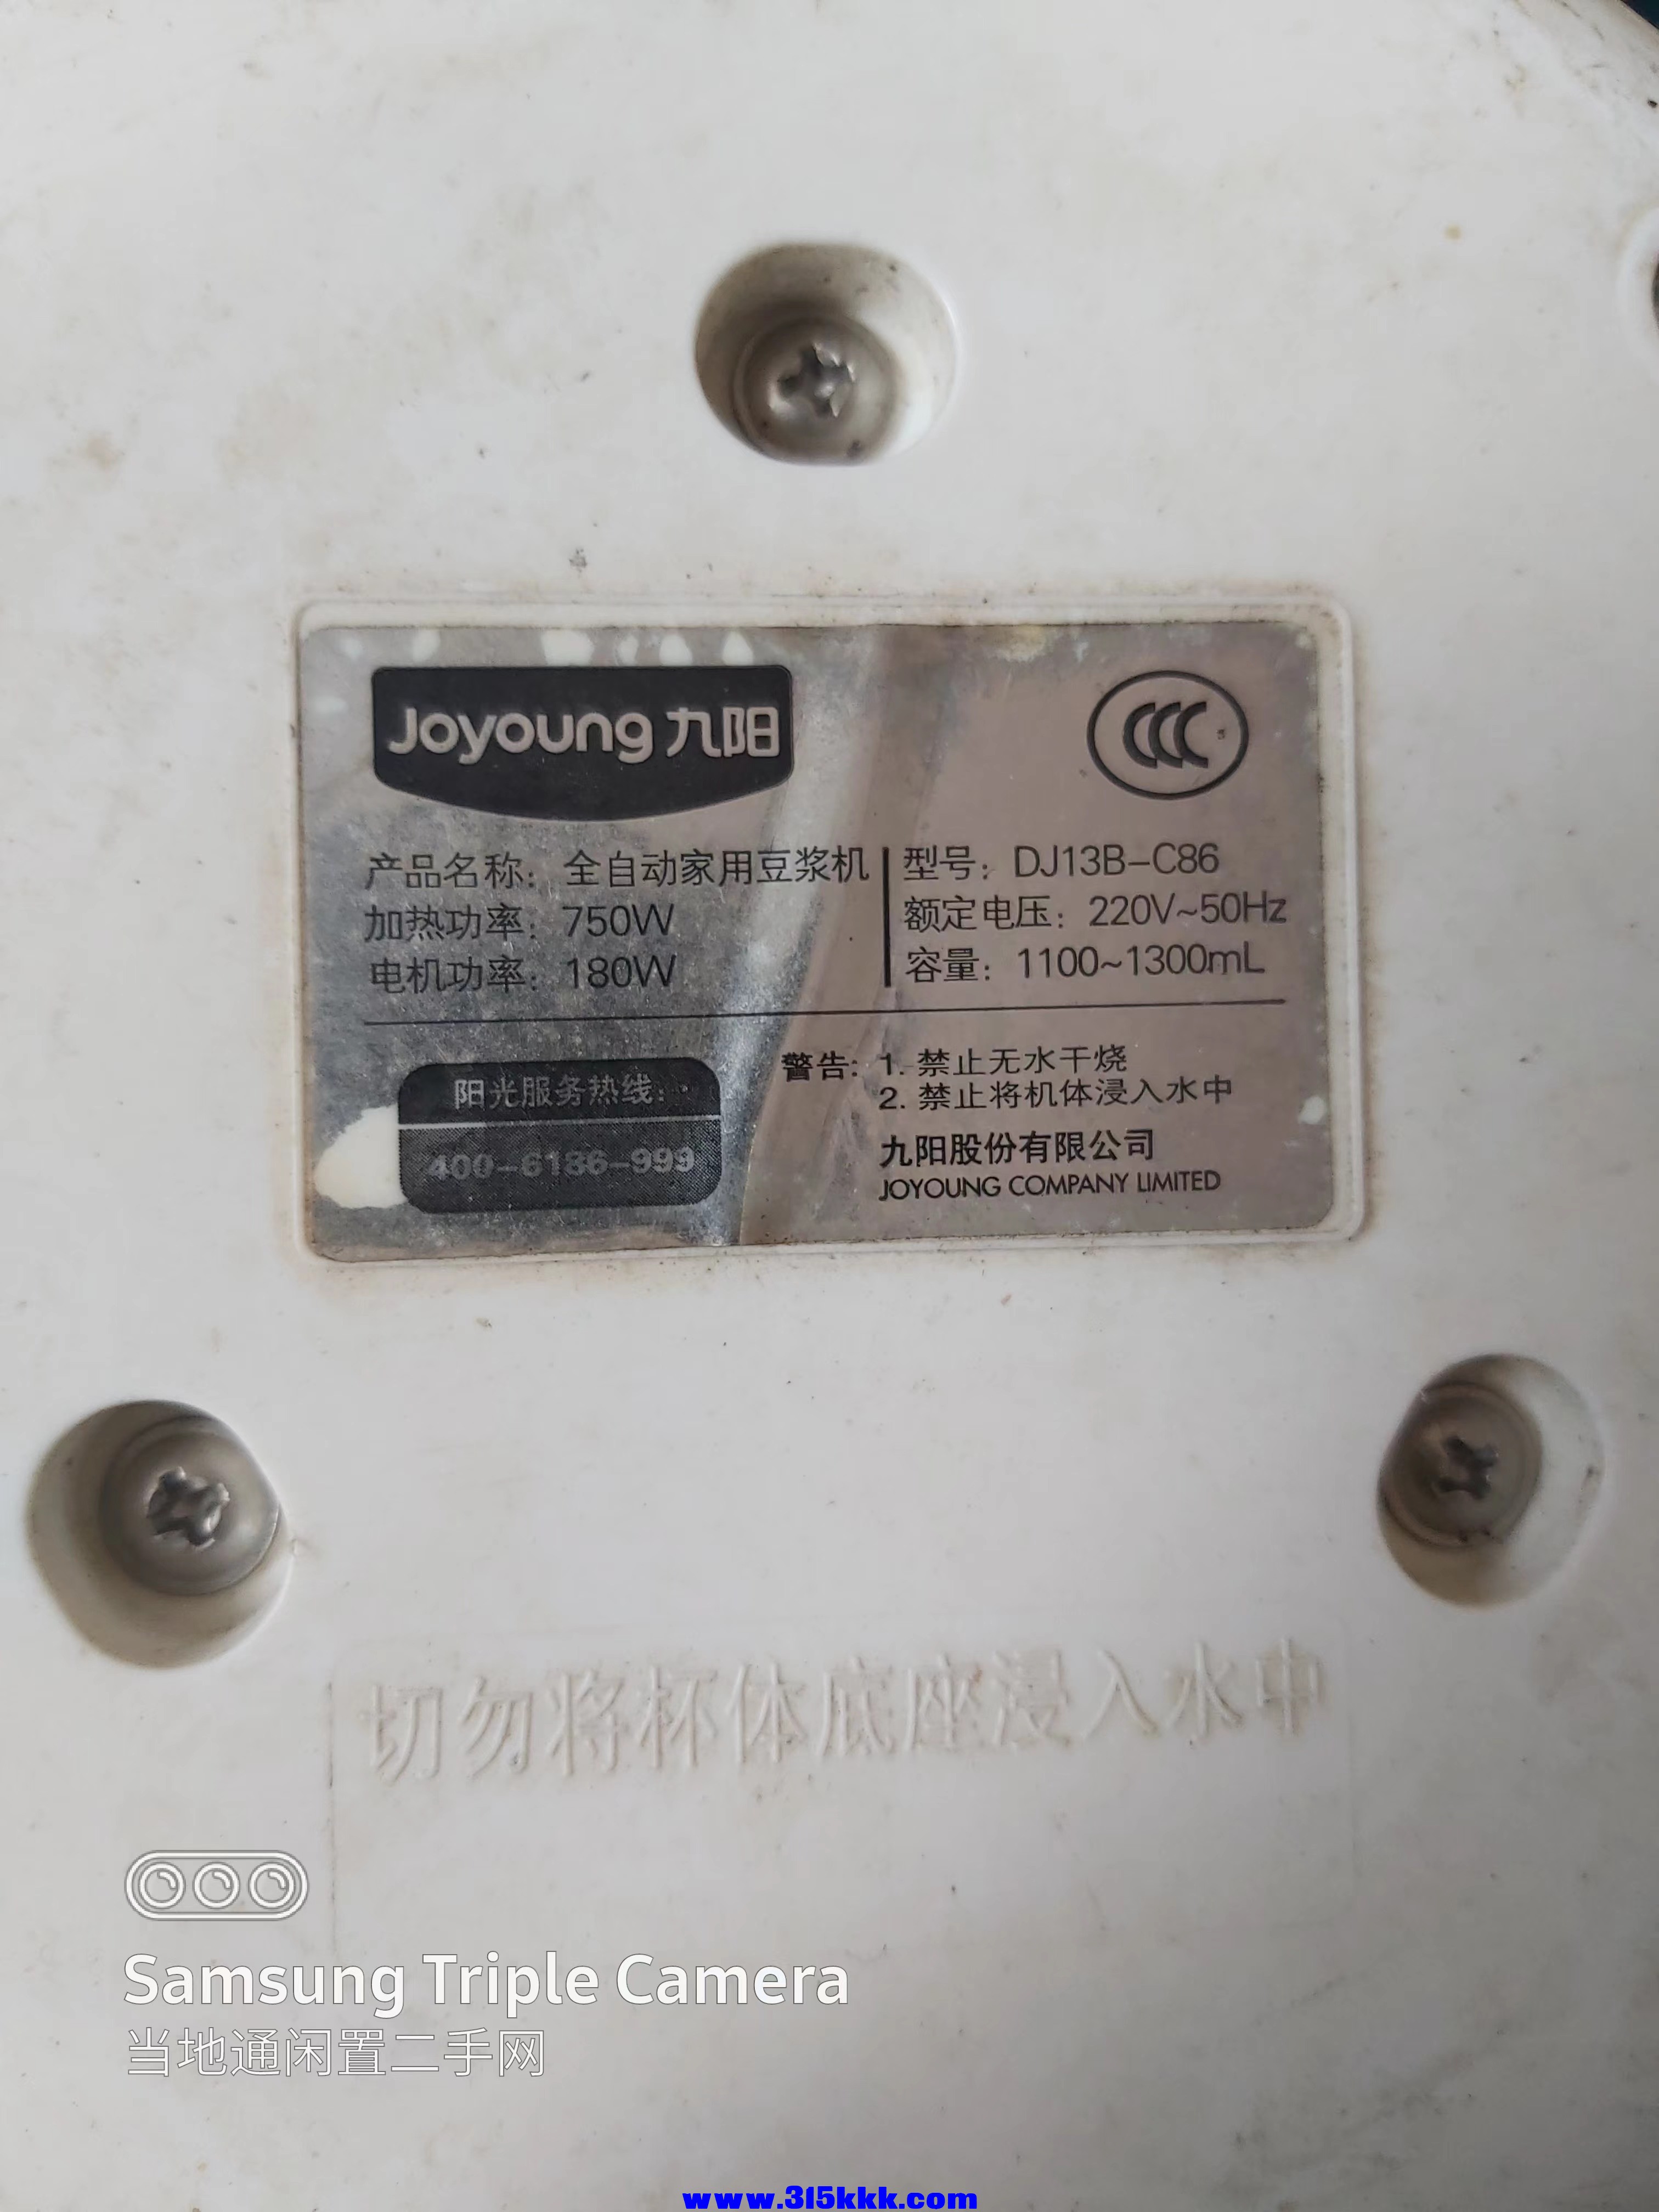 Joyoung 九阳
CCC
S
产品名称：全自动家用豆浆机
加热功率：750W
电机功率：180W
型号：DJ13B-C86
额定电压：220V~50Hz
容量：1100~1300mL
阳光服务热线：
400-6186-999
警告：1. 禁止无水干烧
2. 禁止将机体浸入水中
九阳股份有限公司
JOYOUNG COMPANY LIMITED
切勿将杯体底座浸入水中
Samsung Triple Camera
当地通闲置二手网
www.315kkk.com